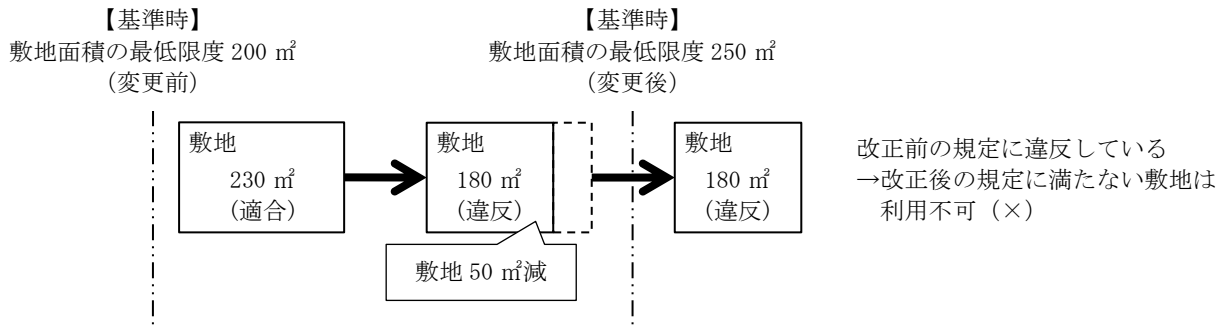 【基準時】
敷地面積の最低限度 200 ㎡
(変更前)
【基準時】
敷地面積の最低限度 250 ㎡
(変更後)
敷地
230 ㎡
(適合)
敷地
180 ㎡
(違反)
敷地 50 ㎡減
敷地
180 ㎡
(違反)
改正前の規定に違反している
→改正後の規定に満たない敷地は
利用不可（×）